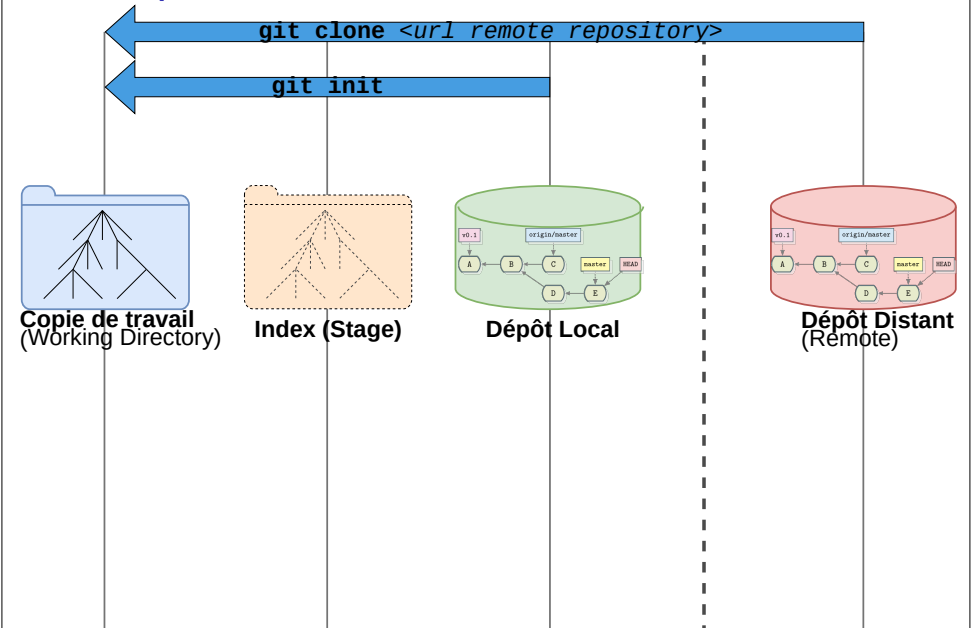 git clone <url remote repository>
git init
v0.1
origin/master
A
B
C
master
HEAD
D
E
v0.1
origin/master
A
B
C
master
HEAD
D
E
Copie de travail
(Working Directory)
Index (Stage)
Dépôt Local
Dépôt Distant
(Remote)